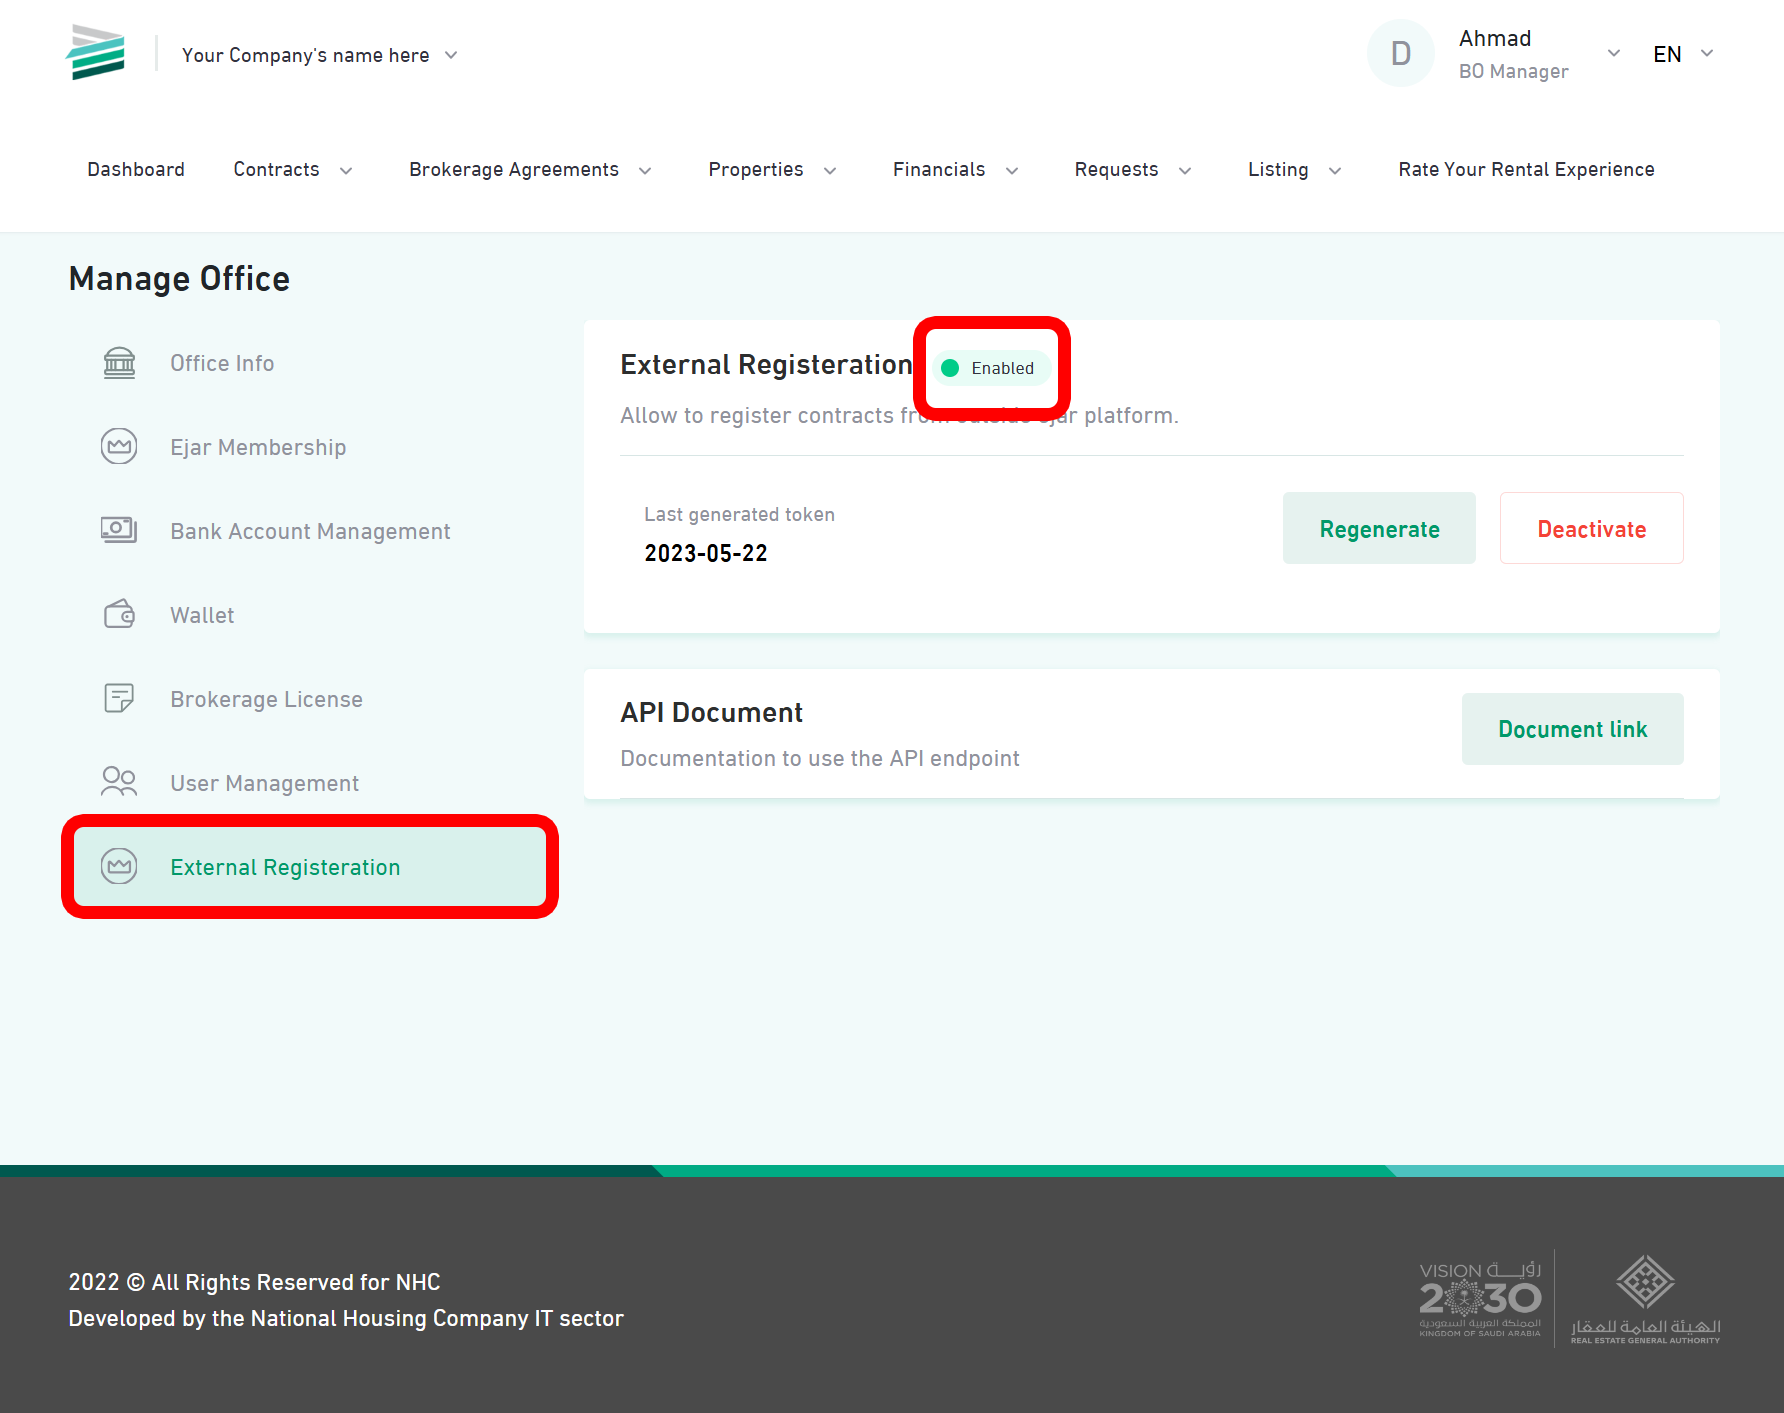 Your Company's name here
D
Ahmad
BO Manager
EN
Dashboard
Contracts
Brokerage Agreements
Properties
Financials
Requests
Listing
Rate Your Rental Experience
Manage Office
Office Info
Ejar Membership
Bank Account Management
Wallet
Brokerage License
User Management
External Registeration
External Registeration
Enabled
Allow to register contracts from outside ejar platform.
Last generated token
2023-05-22
Regenerate
Deactivate
API Document
Documentation to use the API endpoint
Document link
2022 © All Rights Reserved for NHC
Developed by the National Housing Company IT sector
VISION رؤيــة
2030
المملكة العربية السعودية
KINGDOM OF SAUDI ARABIA
الهيئة العامة للعقار
REAL ESTATE GENERAL AUTHORITY